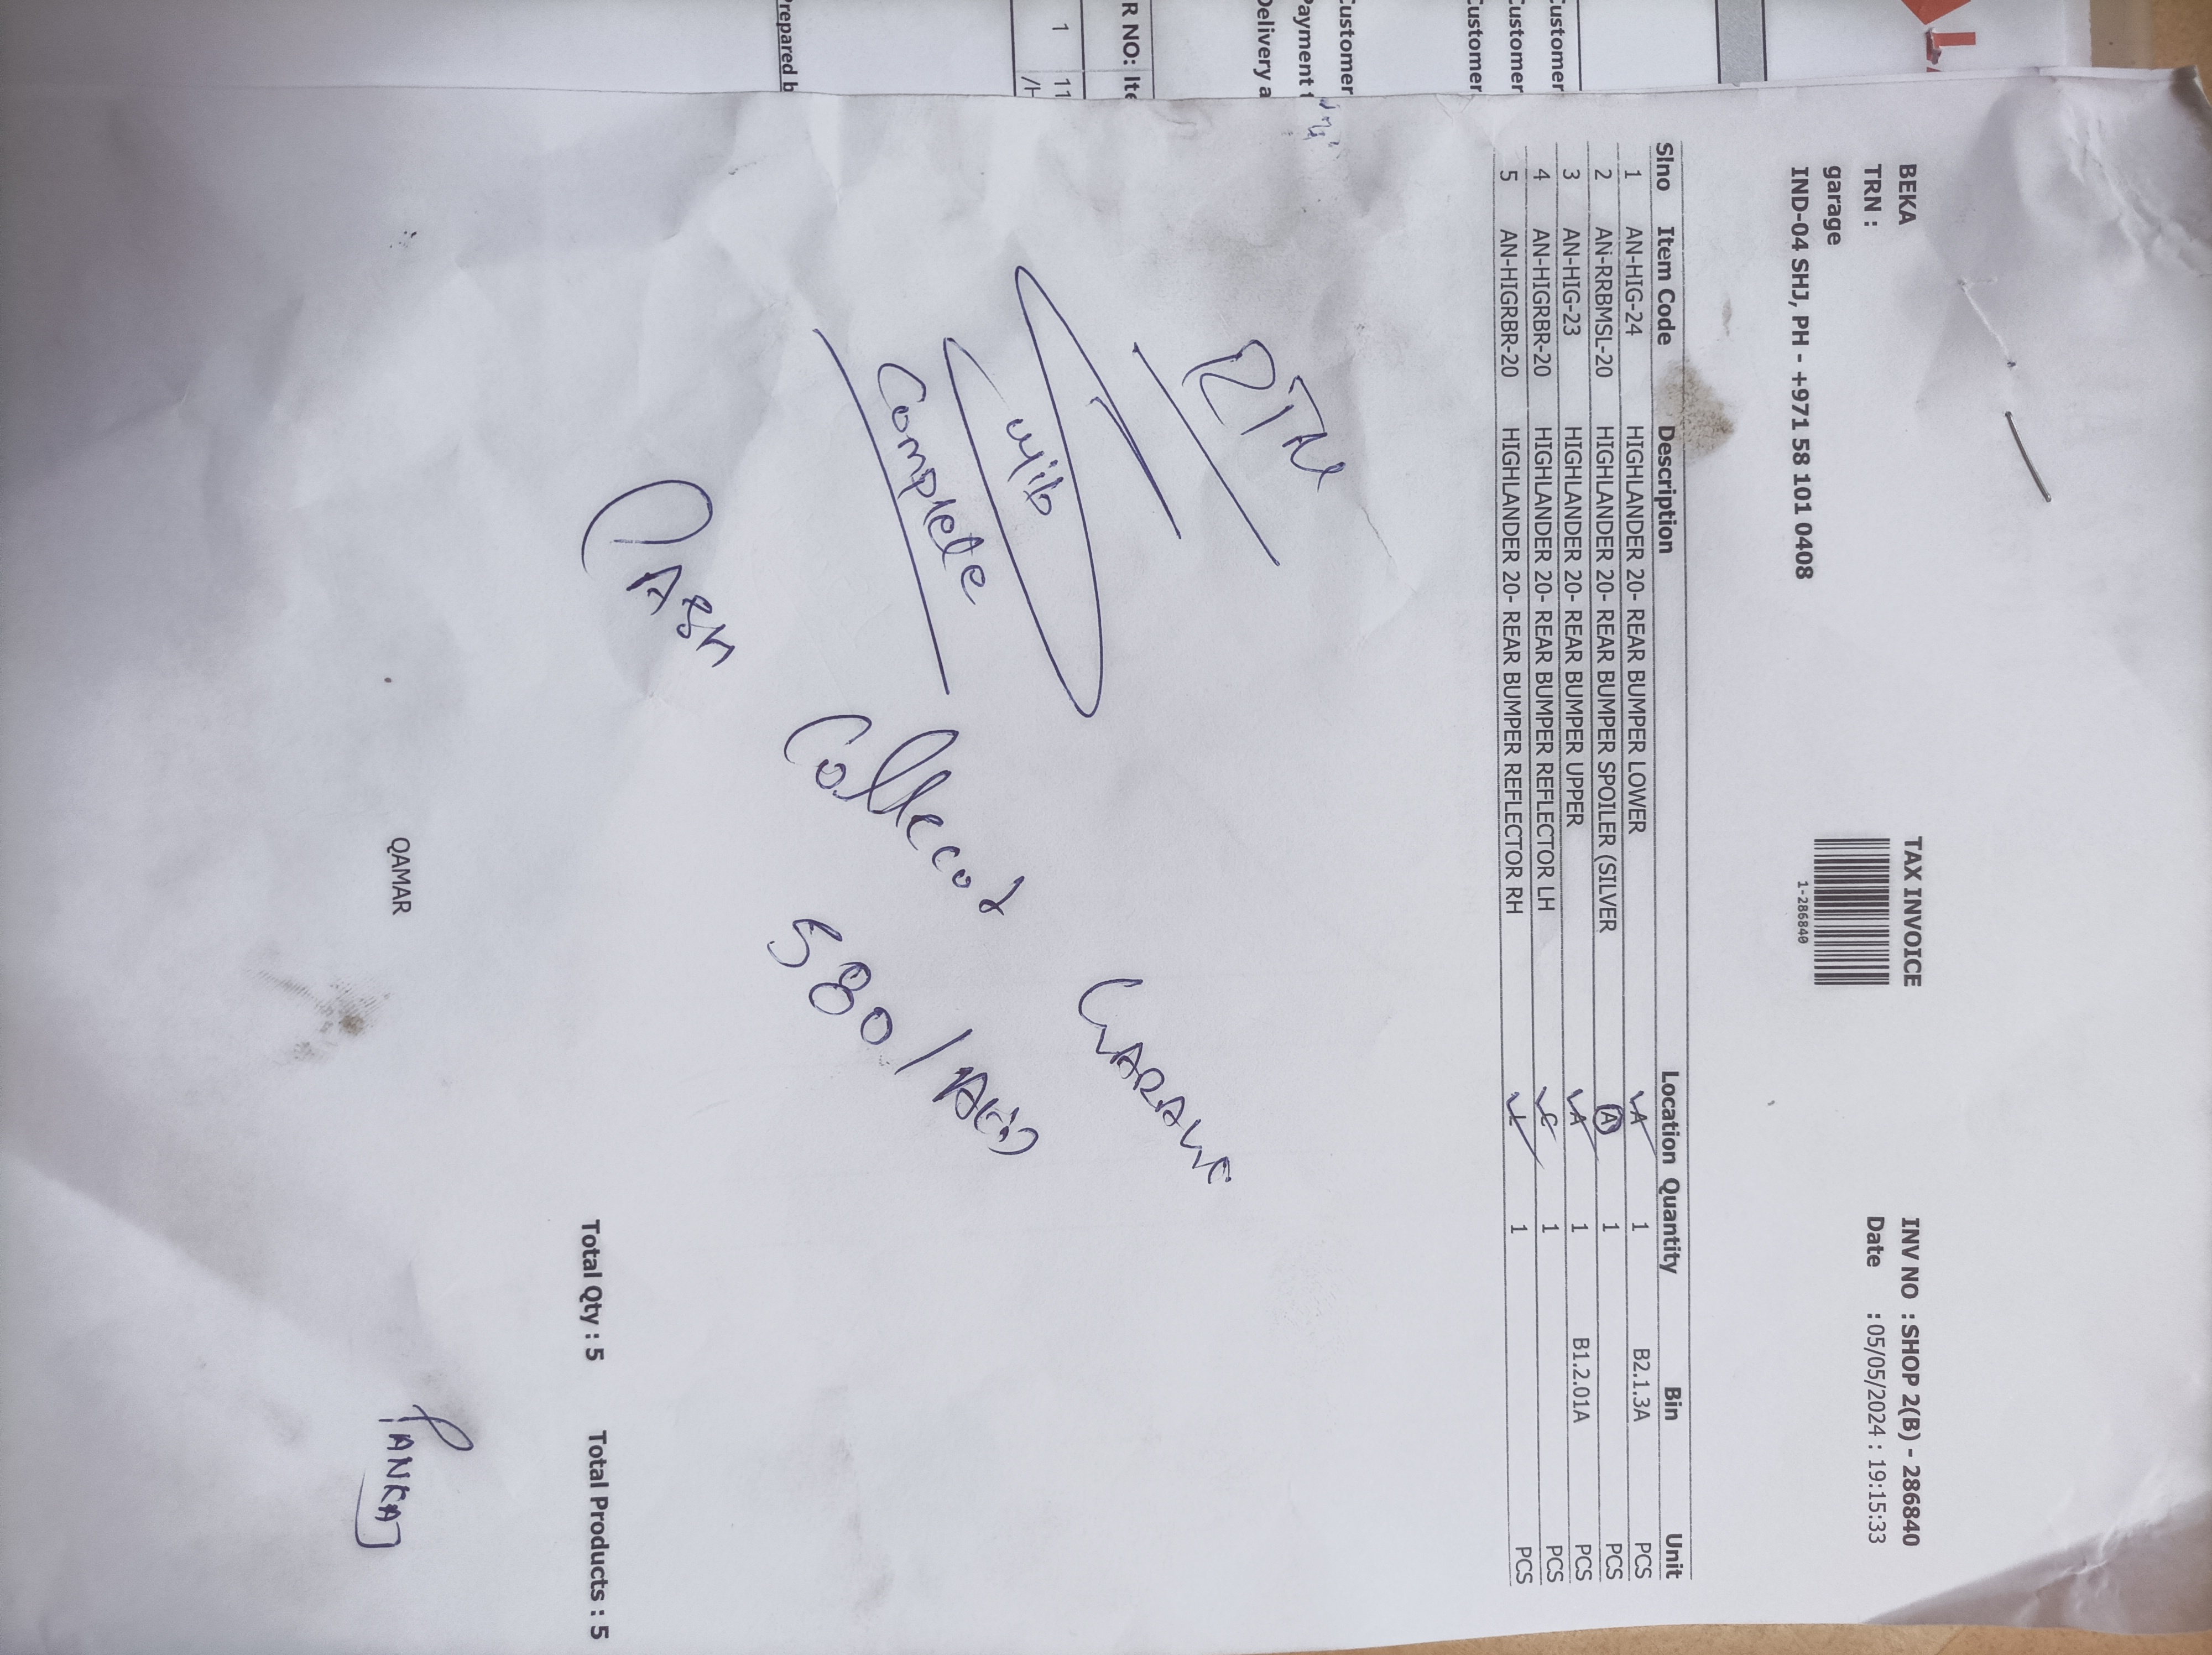 BEKA TAX INVOICE INV NO : SHOP 2(B) - 286840
TRN : Date : 05/05/2024 : 19:15:33
garage
1-286840
IND-04 SHJ, PH - +971 58 101 0408
Slno Item Code Description Location Quantity Bin Unit
1 AN-HIG-24 HIGHLANDER 20- REAR BUMPER LOWER A 1 B2.1.3A PCS
2 AN-RRBMSL-20 HIGHLANDER 20- REAR BUMPER SPOILER (SILVER A 1 PCS
3 AN-HIG-23 HIGHLANDER 20- REAR BUMPER UPPER A 1 B1.2.01A PCS
4 AN-HIGRBR-20 HIGHLANDER 20- REAR BUMPER REFLECTOR LH 1 PCS
5 AN-HIGRBR-20 HIGHLANDER 20- REAR BUMPER REFLECTOR RH 1 PCS
GARAGE
Complete
Collecot
580/AED
CASH
Total Qty : 5 Total Products : 5
QAMAR
PANKAJ
Customer
Customer
Customer
Customer
Payment
Delivery a
R NO: Ite
1 11
/H
Prepared b